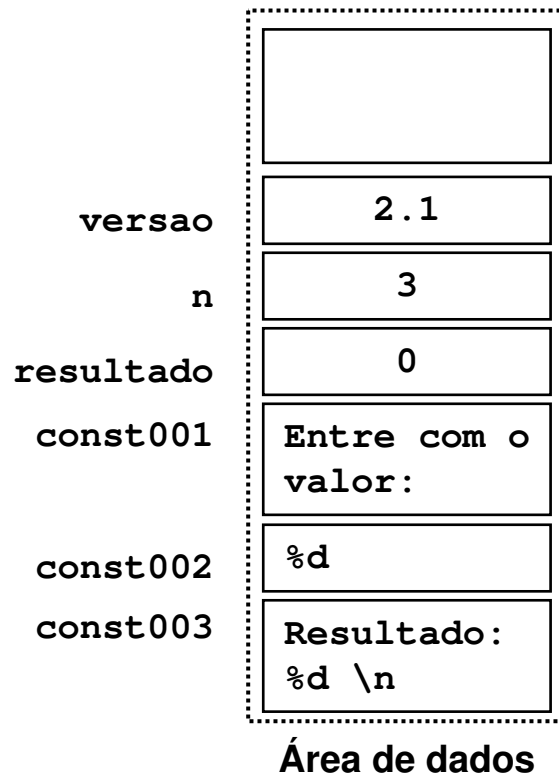 versao 2.1
n 3
resultado 0
const001 Entre com o
valor:
const002 %d
const003 Resultado:
%d \n
Área de dados